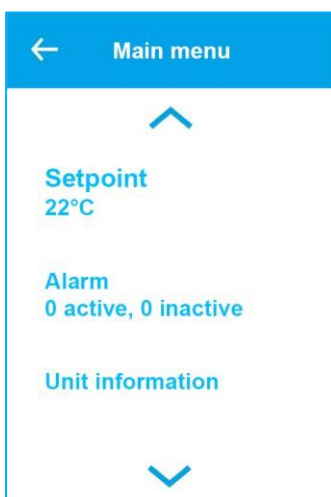 Main menu
Setpoint
22°C
Alarm
0 active, 0 inactive
Unit information